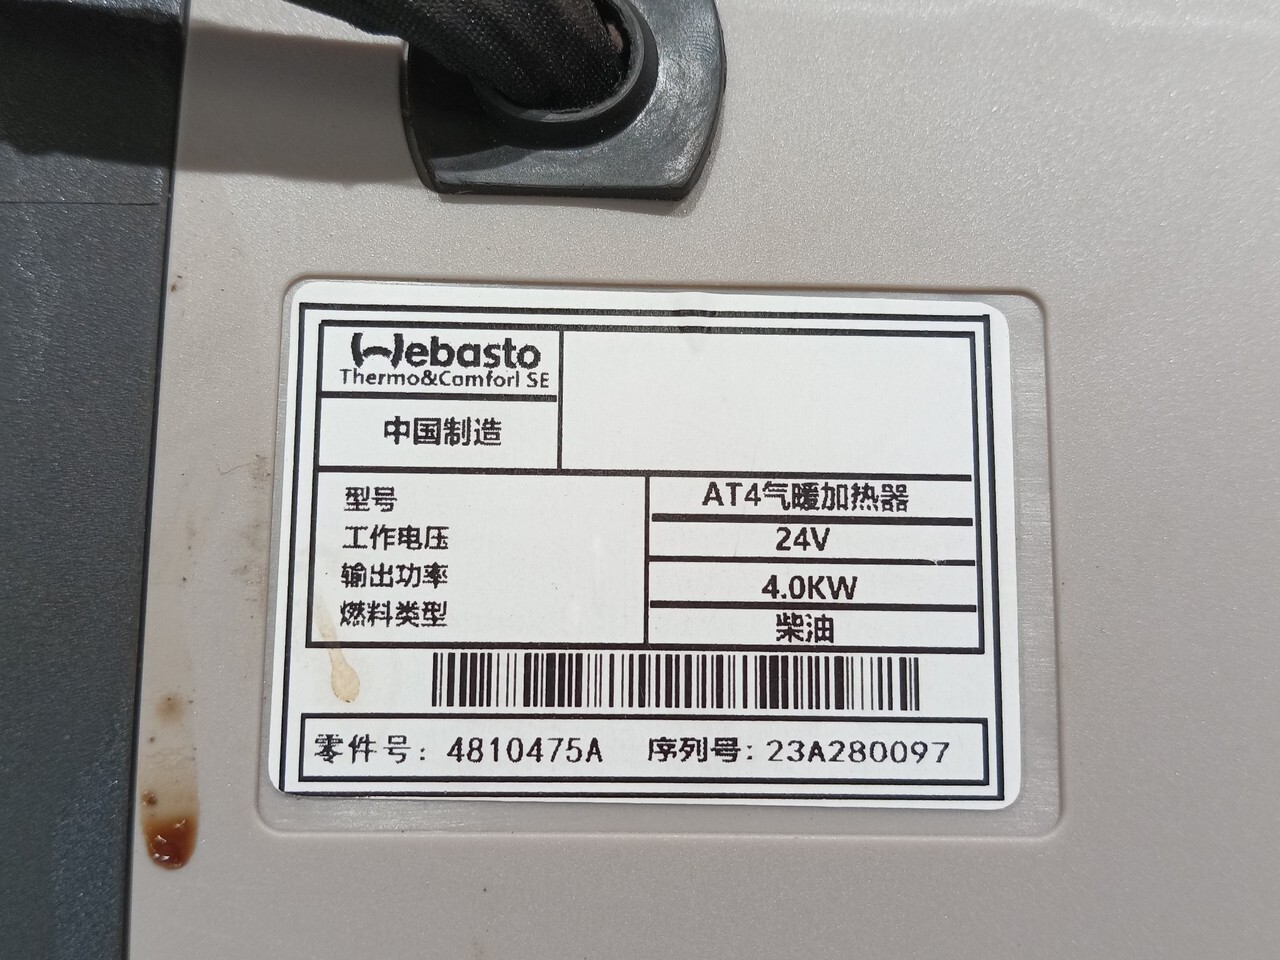 Webasto
Thermo&Comforl SE
中国制造
型号 AT4气暖加热器
工作电压 24V
输出功率 4.0KW
燃料类型 柴油
零件号: 4810475A 序列号: 23A280097